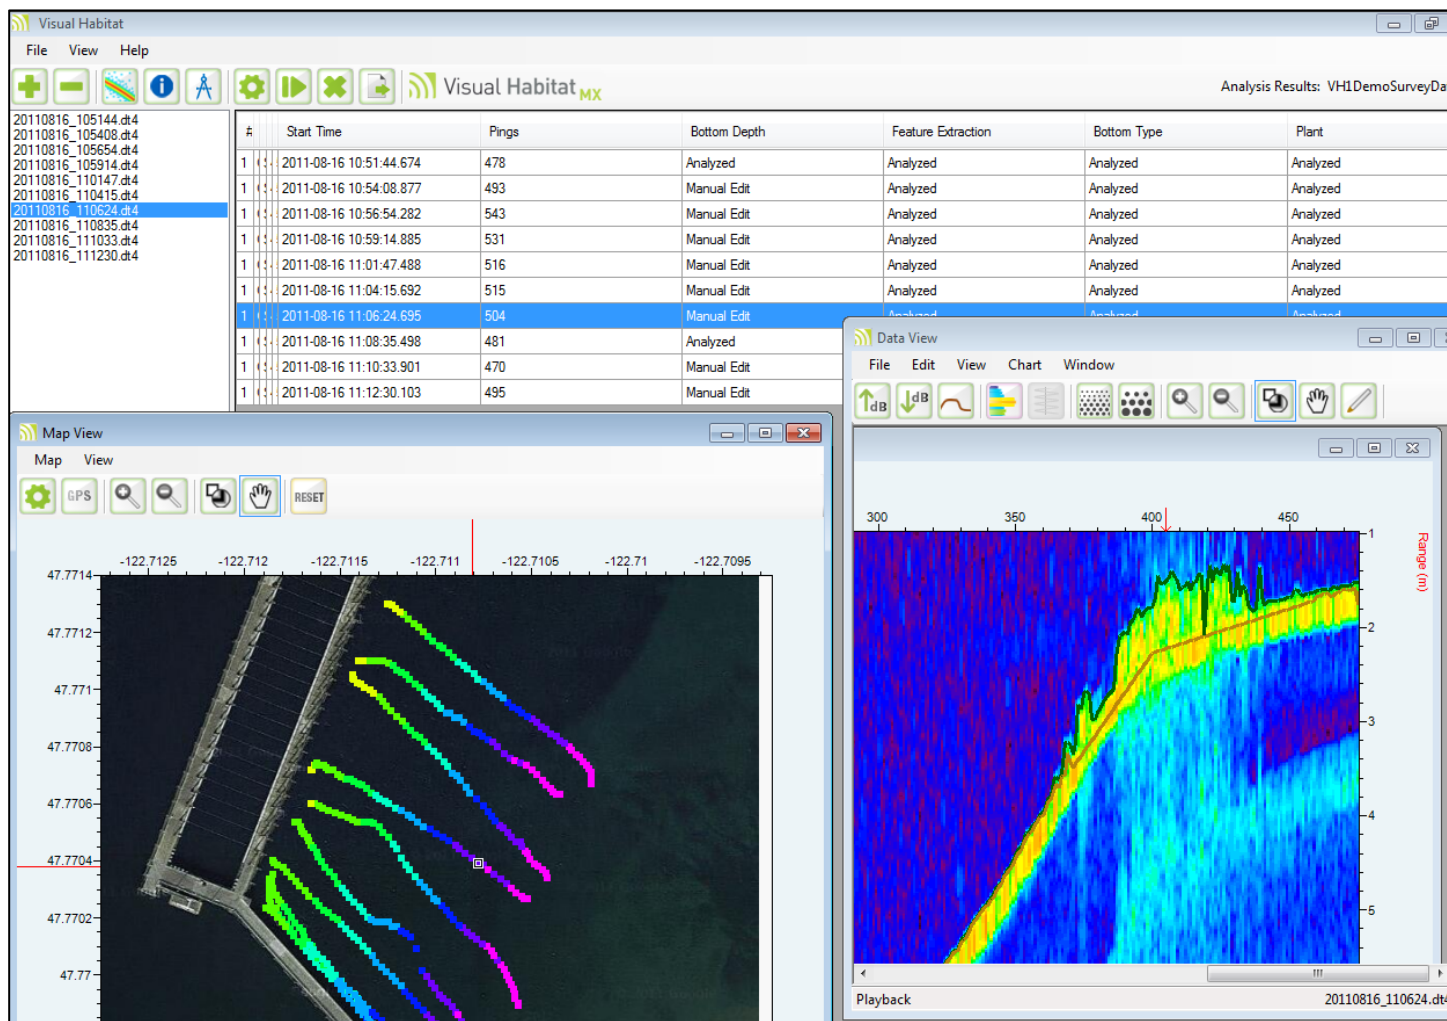 Visual Habitat
File View Help
Visual Habitat MX
Analysis Results: VH1DemoSurveyDa
20110816_105144.dt4
20110816_105408.dt4
20110816_105654.dt4
20110816_105914.dt4
20110816_110147.dt4
20110816_110415.dt4
20110816_110624.dt4
20110816_110835.dt4
20110816_111033.dt4
20110816_111230.dt4
Start Time Pings Bottom Depth Feature Extraction Bottom Type Plant
1 2011-08-16 10:51:44.674 478 Analyzed Analyzed Analyzed Analyzed
1 2011-08-16 10:54:08.877 493 Manual Edit Analyzed Analyzed Analyzed
1 2011-08-16 10:56:54.282 543 Manual Edit Analyzed Analyzed Analyzed
1 2011-08-16 10:59:14.885 531 Manual Edit Analyzed Analyzed Analyzed
1 2011-08-16 11:01:47.488 516 Manual Edit Analyzed Analyzed Analyzed
1 2011-08-16 11:04:15.692 515 Manual Edit Analyzed Analyzed Analyzed
1 2011-08-16 11:06:24.695 504 Manual Edit Analyzed Analyzed Analyzed
1 2011-08-16 11:08:35.498 481 Analyzed
1 2011-08-16 11:10:33.901 470 Manual Edit
1 2011-08-16 11:12:30.103 495 Manual Edit
Map View
Map View
GPS RESET
-122.7125 -122.712 -122.7115 -122.711 -122.7105 -122.71 -122.7095
47.7714
47.7712
47.771
47.7708
47.7706
47.7704
47.7702
47.77
Data View
File Edit View Chart Window
dB dB
300 350 400 450
1
Range (m)
2
3
4
5
Playback 20110816_110624.dt4